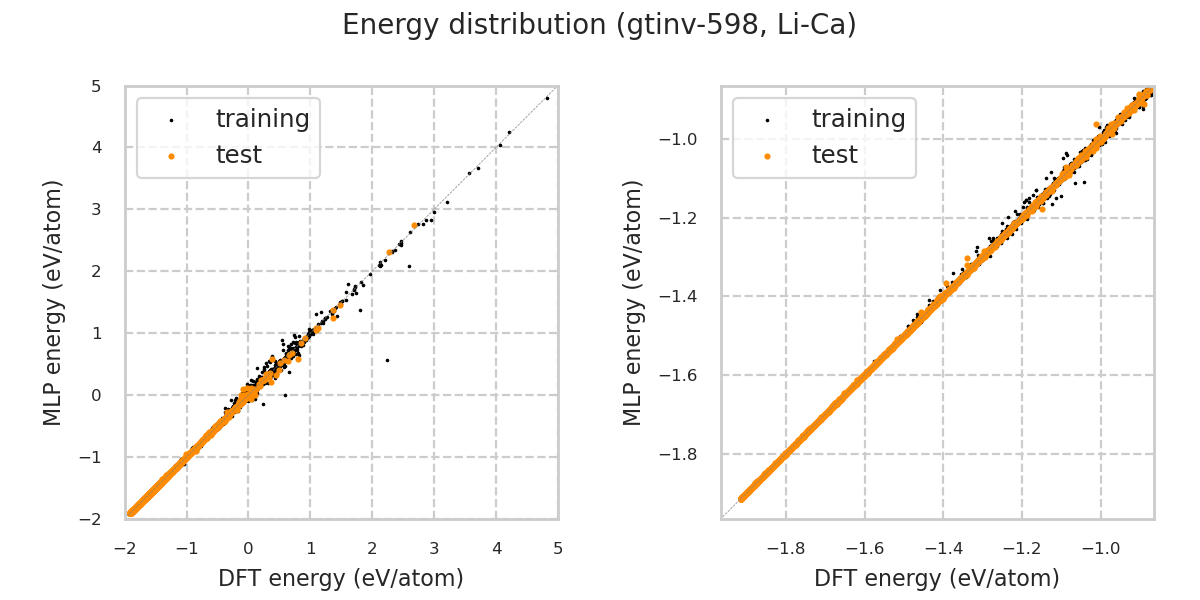 Energy distribution (gtinv-598, Li-Ca)
training
test
5
4
3
2
1
0
−1
−2
−2
−1
0
1
2
3
4
5
MLP energy (eV/atom)
DFT energy (eV/atom)
training
test
−1.0
−1.2
−1.4
−1.6
−1.8
−1.8
−1.6
−1.4
−1.2
−1.0
MLP energy (eV/atom)
DFT energy (eV/atom)